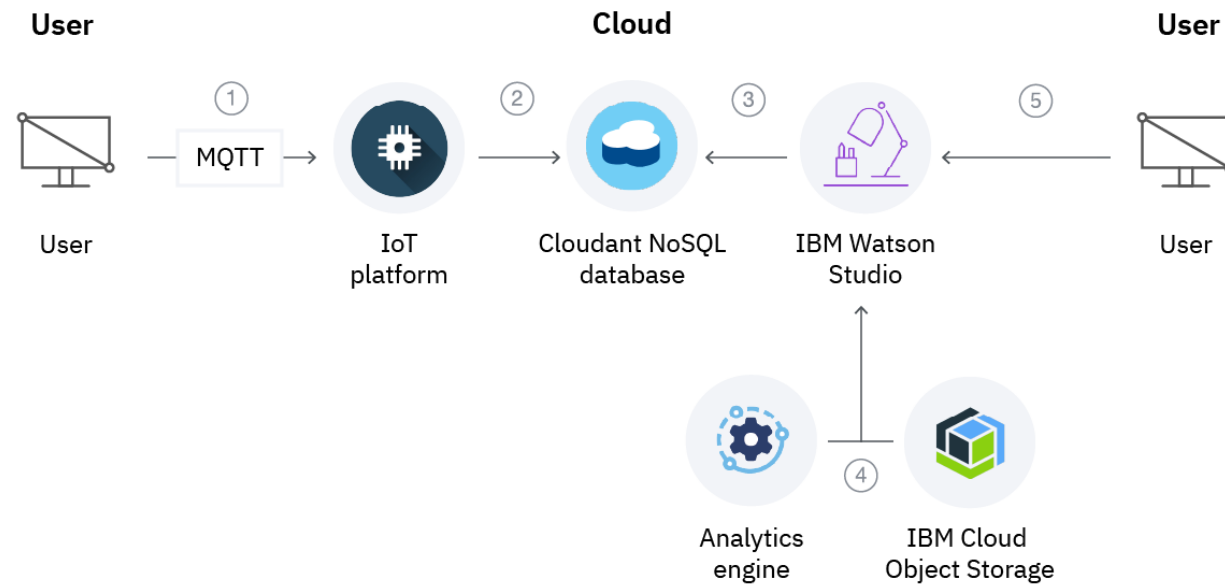 User
Cloud
User
1
2
3
5
MQTT
User
IoT
platform
Cloudant NoSQL
database
IBM Watson
Studio
User
4
Analytics
engine
IBM Cloud
Object Storage